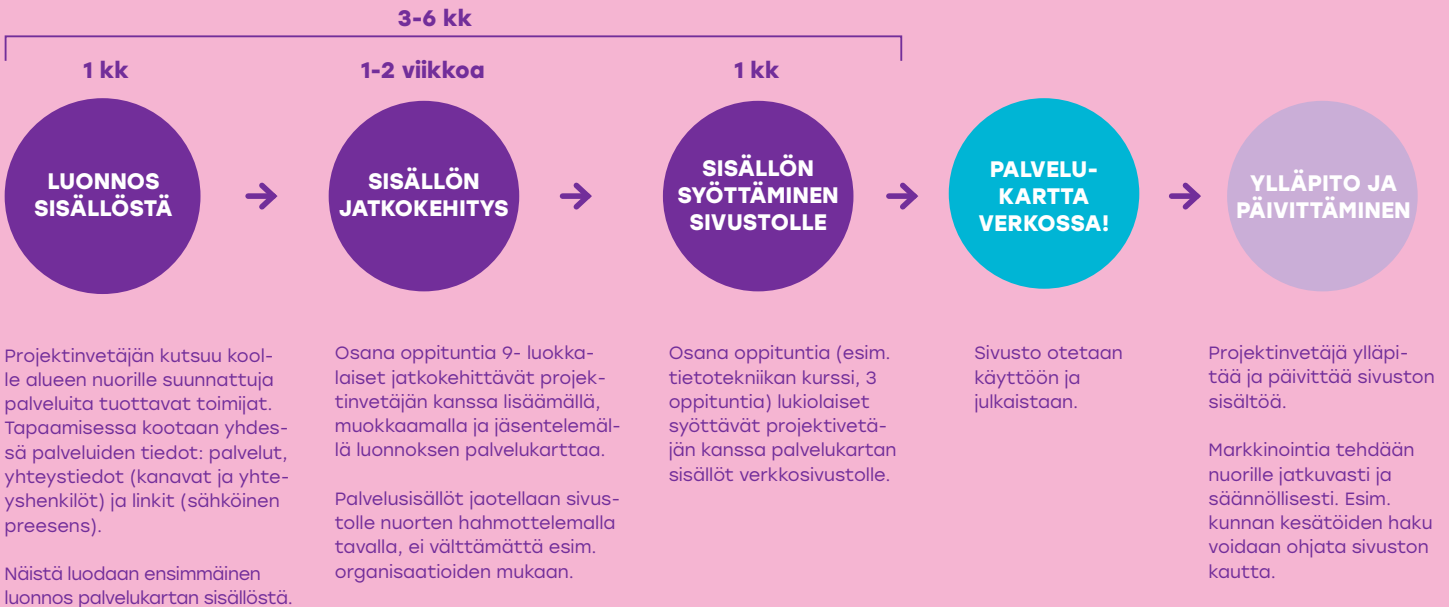 3-6 kk
1 kk
1-2 viikkoa
1 kk
LUONNOS
SISÄLLÖSTÄ
SISÄLLÖN
JATKOKEHITYS
SISÄLLÖN
SYÖTTÄMINEN
SIVUSTOLLE
PALVELU-
KARTTA
VERKOSSA!
YLLÄPITO JA
PÄIVITTÄMINEN
Projektinvetäjän kutsuu kool-
le alueen nuorille suunnattuja
palveluita tuottavat toimijat.
Tapaamisessa kootaan yhdes-
sä palveluiden tiedot: palvelut,
yhteystiedot (kanavat ja yhte-
yshenkilöt) ja linkit (sähköinen
preesens).
Näistä luodaan ensimmäinen
luonnos palvelukartan sisällöstä.
Osana oppituntia 9- luokka-
laiset jatkokehittävät projek-
tinvetäjän kanssa lisäämällä,
muokkaamalla ja jäsentelemäl-
lä luonnoksen palvelukarttaa.
Palvelusisällöt jaotellaan sivus-
tolle nuorten hahmottelemalla
tavalla, ei välttämättä esim.
organisaatioiden mukaan.
Osana oppituntia (esim.
tietotekniikan kurssi, 3
oppituntia) lukiolaiset
syöttävät projektivetä-
jän kanssa palvelukartan
sisällöt verkkosivustolle.
Sivusto otetaan
käyttöön ja
julkaistaan.
Projektinvetäjä ylläpi-
tää ja päivittää sivuston
sisältöä.
Markkinointia tehdään
nuorille jatkuvasti ja
säännöllisesti. Esim.
kunnan kesätöiden haku
voidaan ohjata sivuston
kautta.